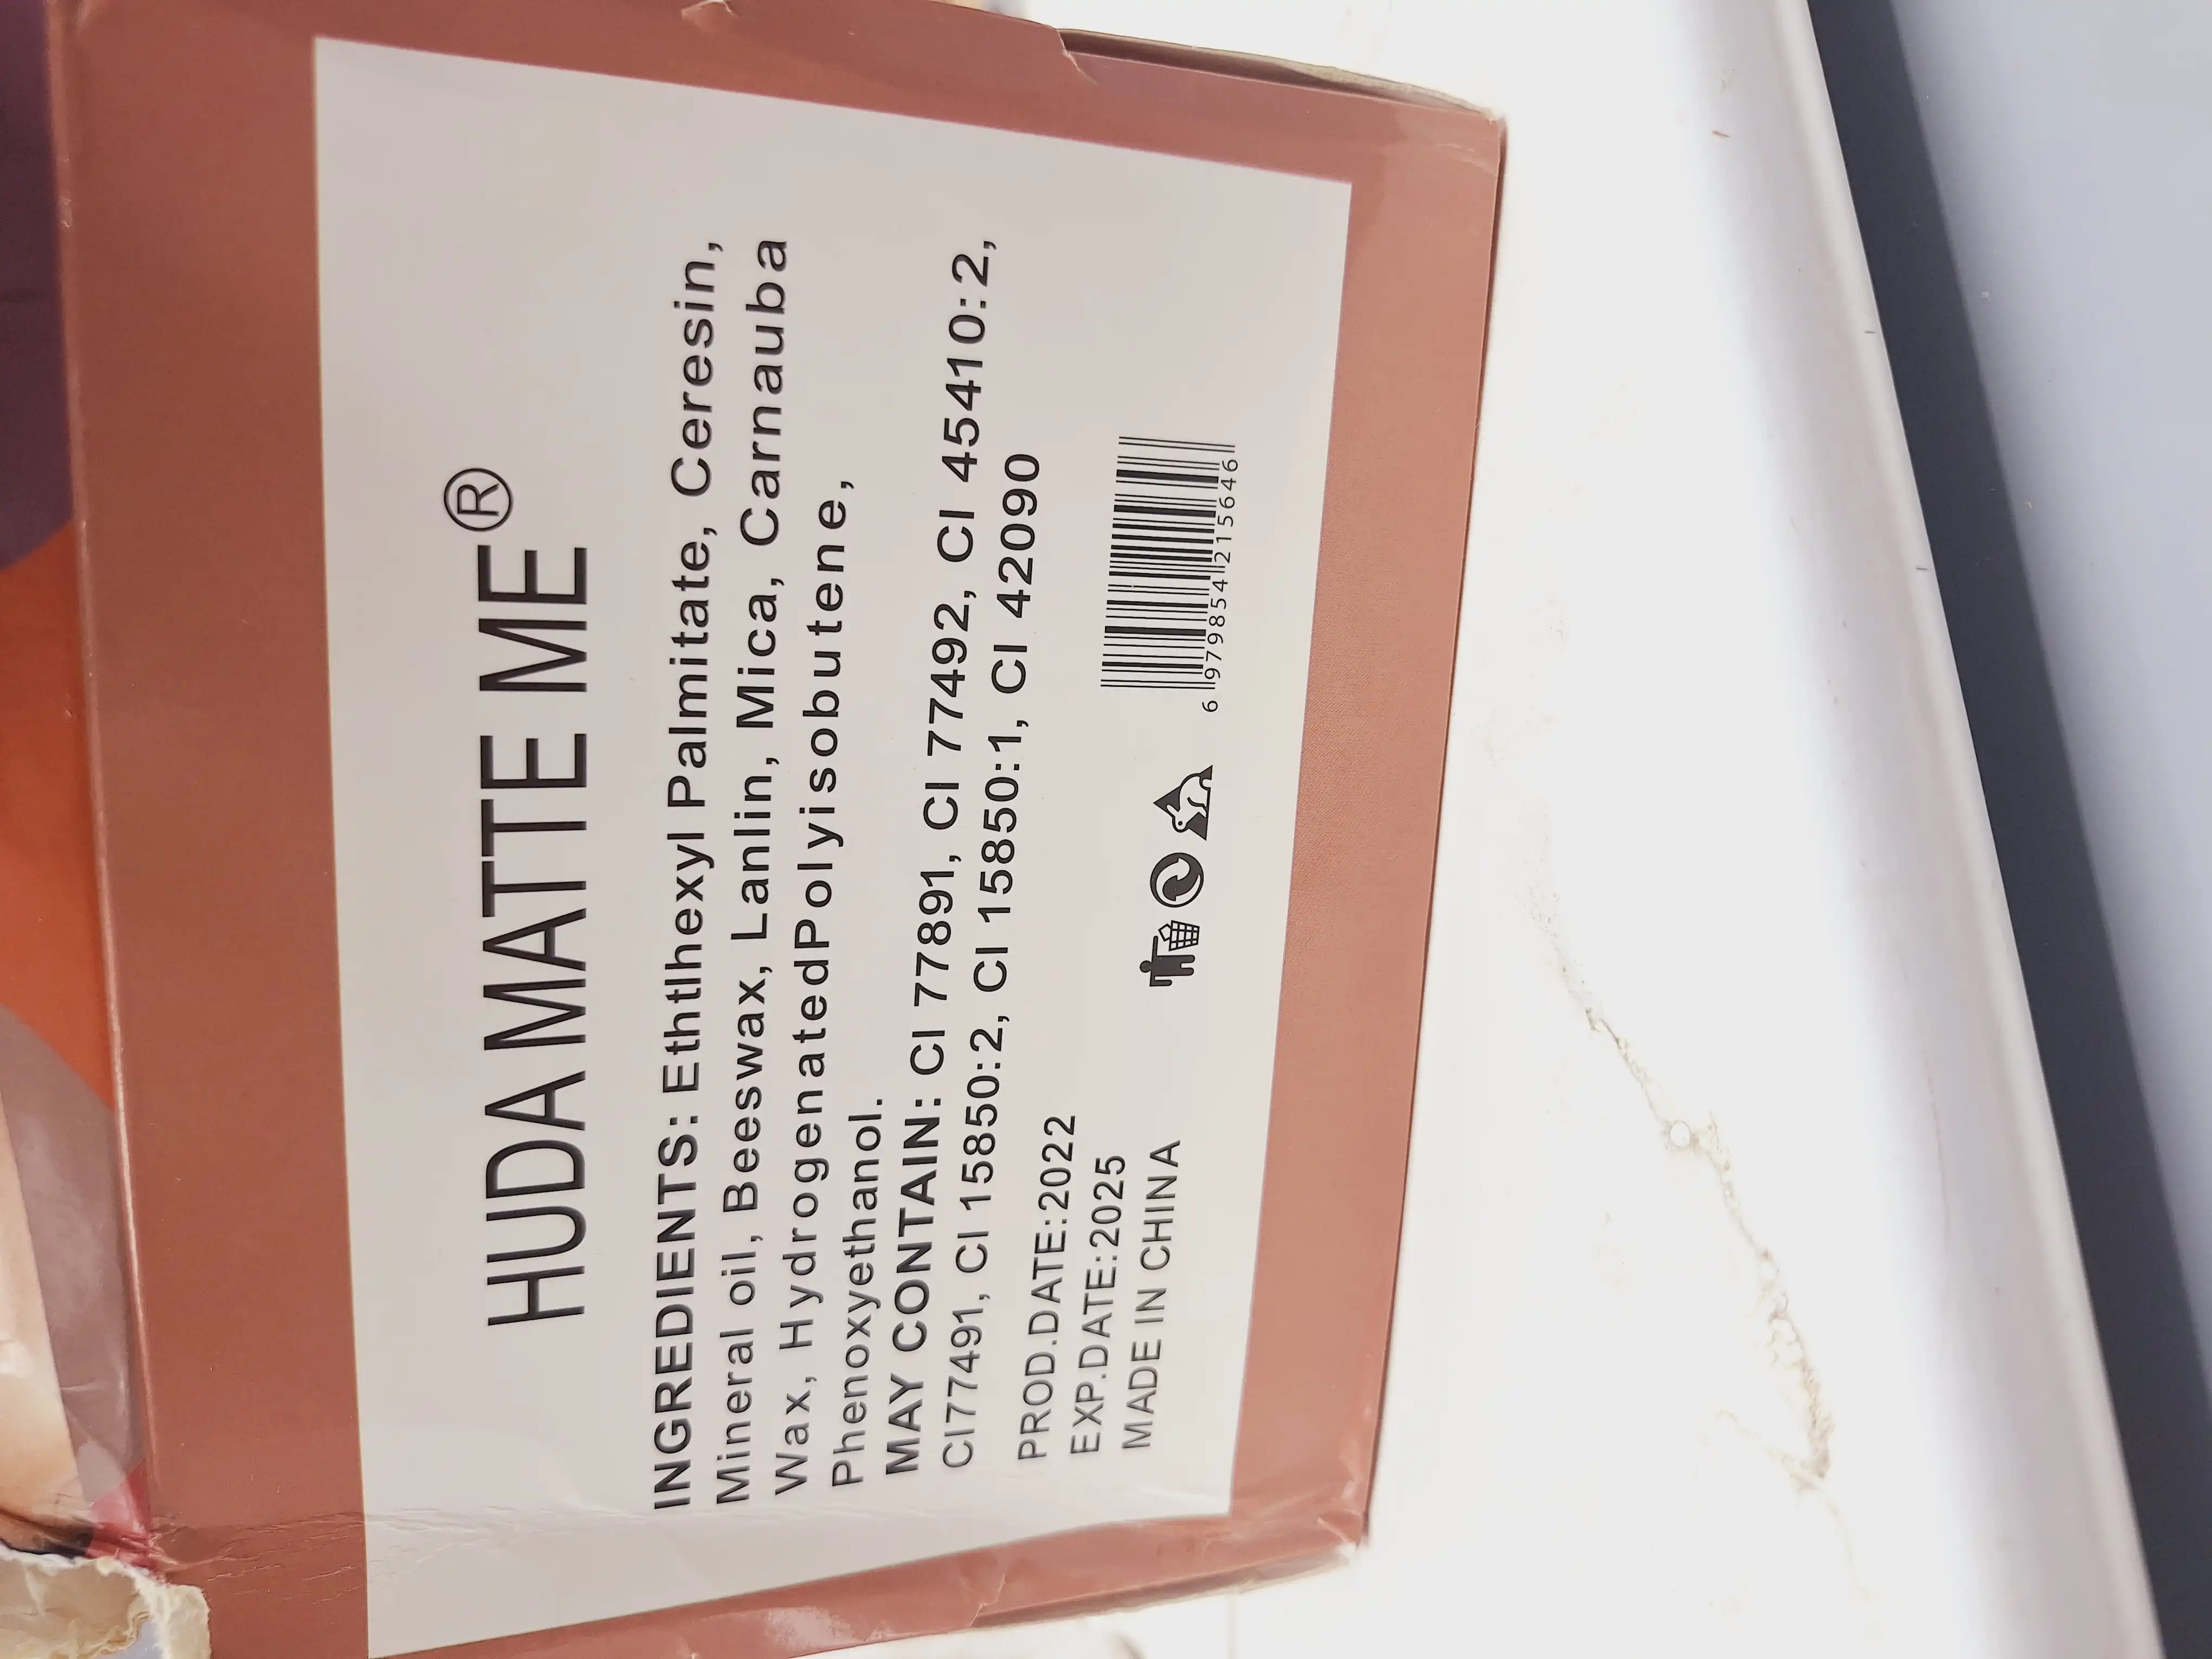 HUDA MATTE ME®
INGREDIENTS: Ethtlhexyl Palmitate, Ceresin,
Mineral oil, Beeswax, Lanlin, Mica, Carnauba
Wax, HydrogenatedPolyisobutene,
Phenoxyethanol.
MAY CONTAIN: CI 77891, CI 77492, CI 45410:2,
CI77491, CI 15850:2, CI 15850:1, CI 42090
PROD.DATE:2022
EXP.DATE:2025
MADE IN CHINA
6 979854 215646